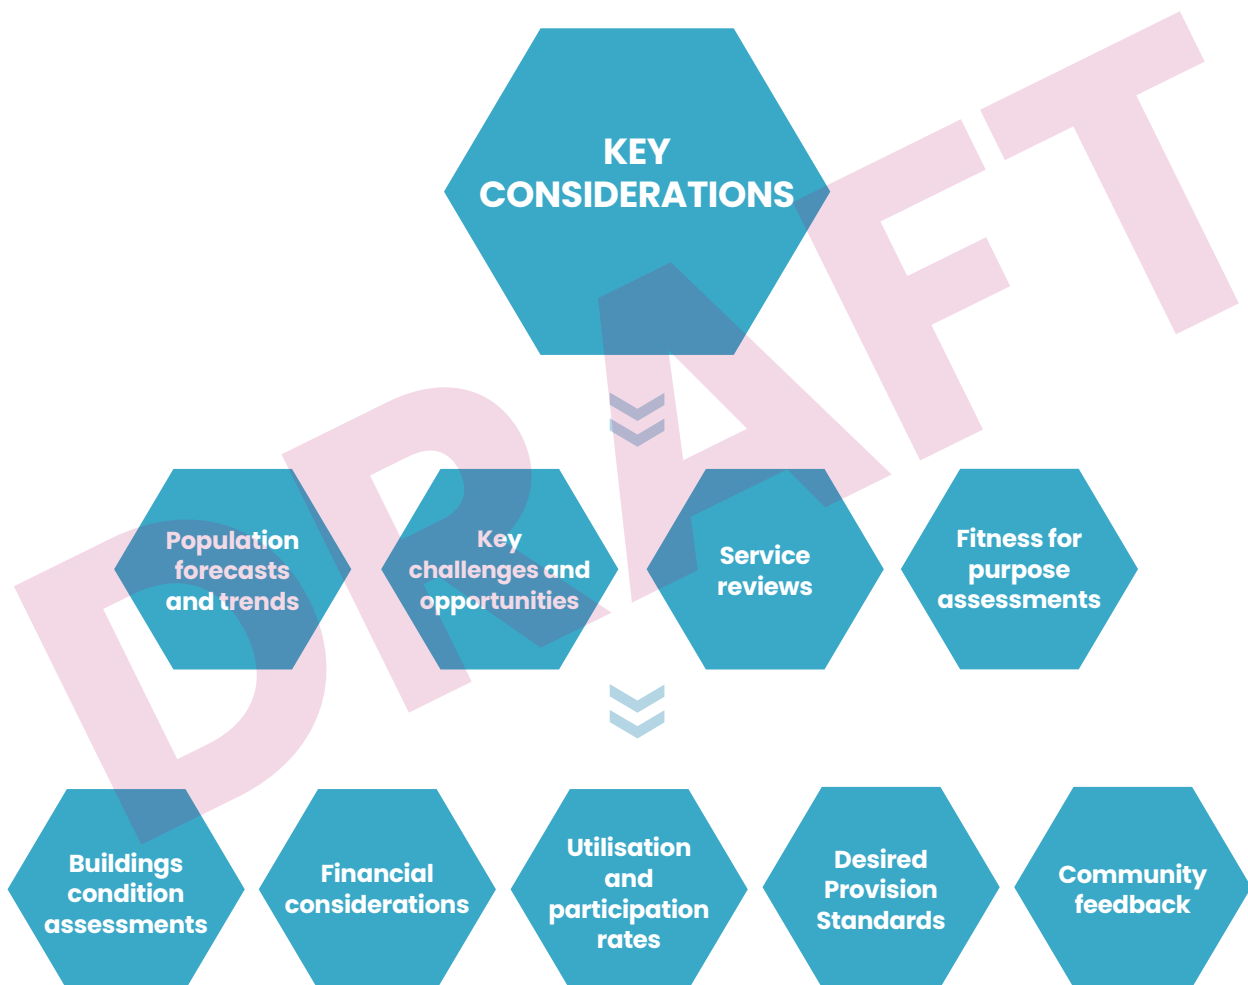 KEY
CONSIDERATIONS
Population
forecasts
and trends
Key
challenges and
opportunities
Service
reviews
Fitness for
purpose
assessments
Buildings
condition
assessments
Financial
considerations
Utilisation
and
participation
rates
Desired
Provision
Standards
Community
feedback
DRAFT